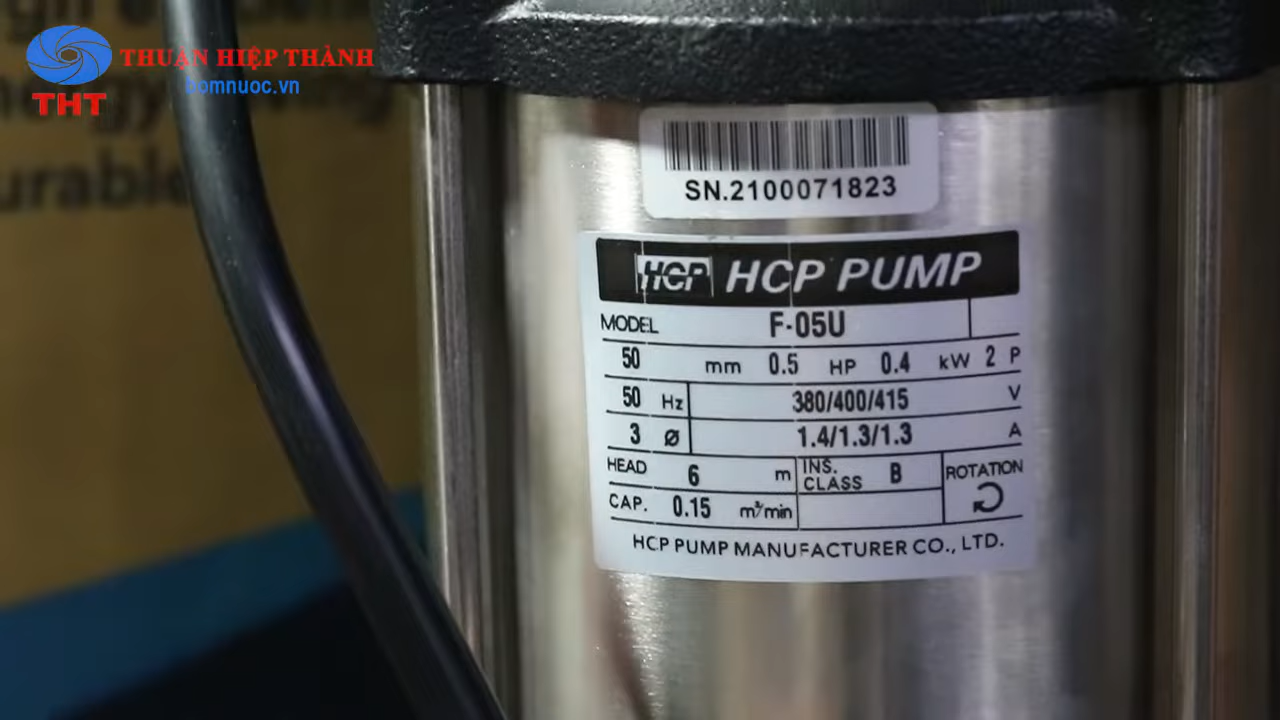 THUẬN HIỆP THÀNH
bomnuoc.vn
THT
urable
SN.2100071823
HCP HCP PUMP
MODEL F-05U
50 mm 0.5 HP 0.4 kW 2 P
50 Hz 380/400/415 V
3 Ø 1.4/1.3/1.3 A
HEAD 6 m INS. CLASS B ROTATION
CAP. 0.15 m³/min
HCP PUMP MANUFACTURER CO., LTD.